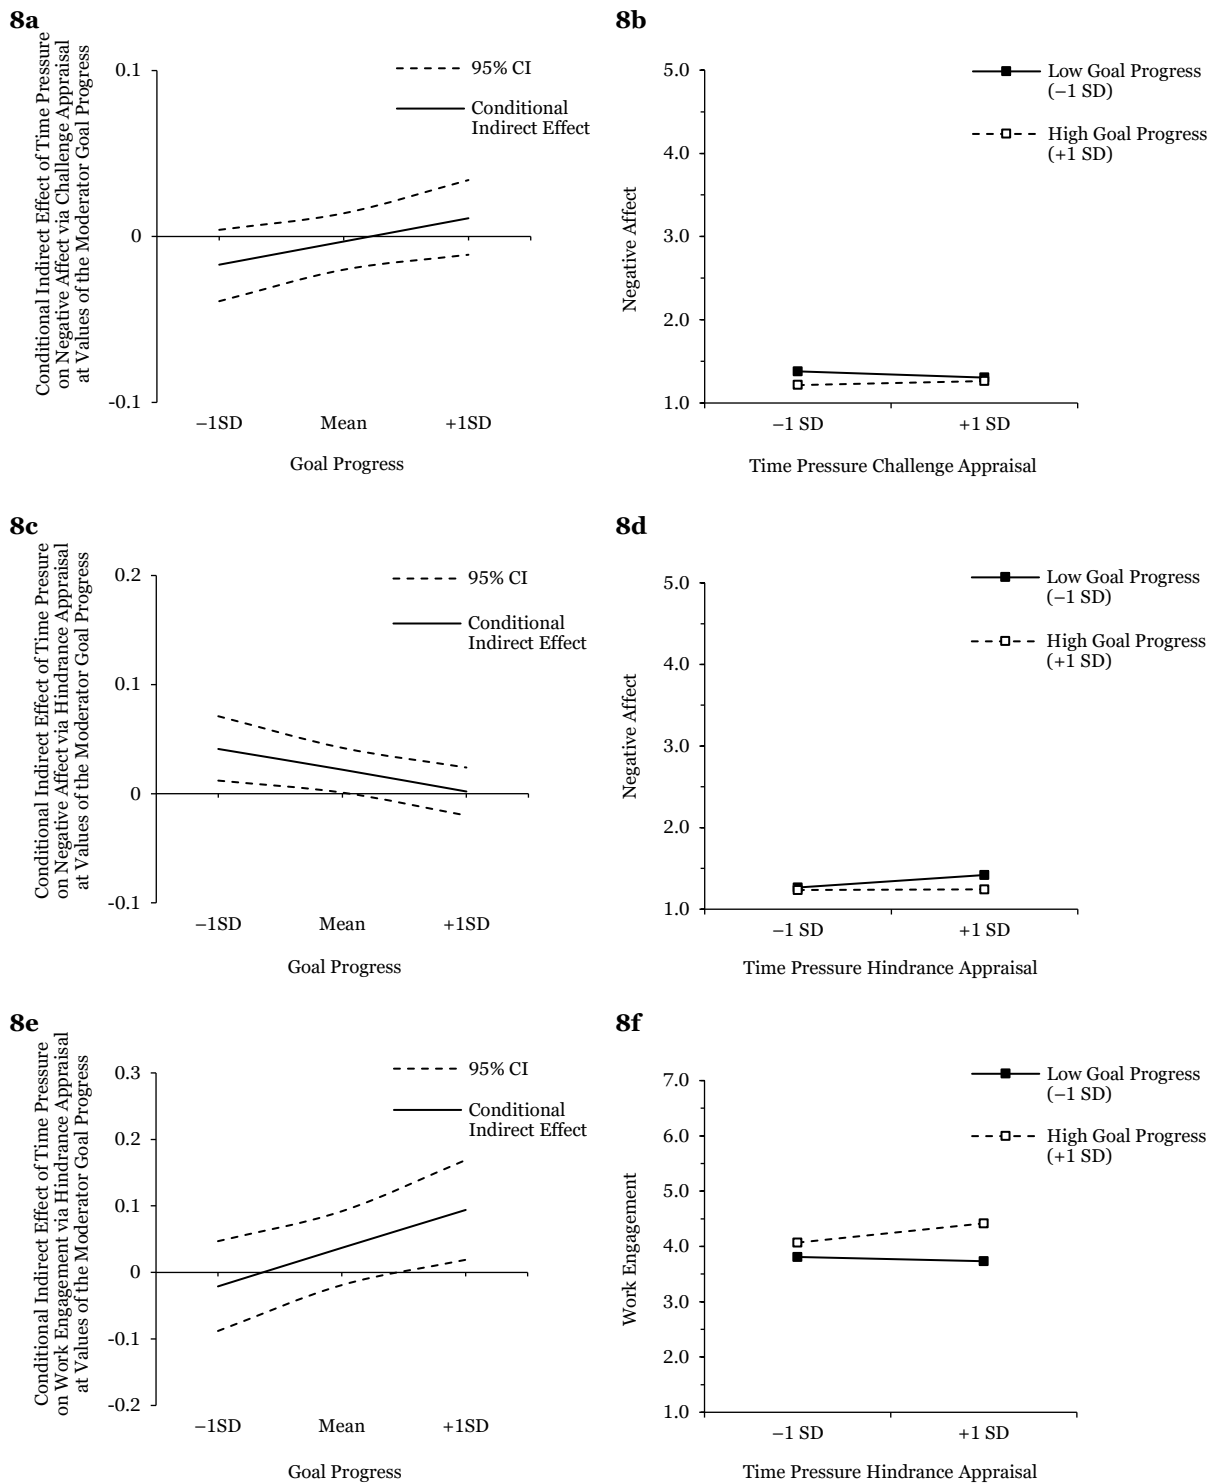 8a
Conditional Indirect Effect of Time Pressure
on Negative Affect via Challenge Appraisal
at Values of the Moderator Goal Progress
0.1
0
-0.1
95% CI
Conditional
Indirect Effect
−1SD Mean +1SD
Goal Progress
8b
Negative Affect
5.0
4.0
3.0
2.0
1.0
Low Goal Progress
(−1 SD)
High Goal Progress
(+1 SD)
−1 SD +1 SD
Time Pressure Challenge Appraisal
8c
Conditional Indirect Effect of Time Pressure
on Negative Affect via Hindrance Appraisal
at Values of the Moderator Goal Progress
0.2
0.1
0
-0.1
95% CI
Conditional
Indirect Effect
−1SD Mean +1SD
Goal Progress
8d
Negative Affect
5.0
4.0
3.0
2.0
1.0
Low Goal Progress
(−1 SD)
High Goal Progress
(+1 SD)
−1 SD +1 SD
Time Pressure Hindrance Appraisal
8e
Conditional Indirect Effect of Time Pressure
on Work Engagement via Hindrance Appraisal
at Values of the Moderator Goal Progress
0.3
0.2
0.1
0
-0.1
-0.2
95% CI
Conditional
Indirect Effect
−1SD Mean +1SD
Goal Progress
8f
Work Engagement
7.0
6.0
5.0
4.0
3.0
2.0
1.0
Low Goal Progress
(−1 SD)
High Goal Progress
(+1 SD)
−1 SD +1 SD
Time Pressure Hindrance Appraisal